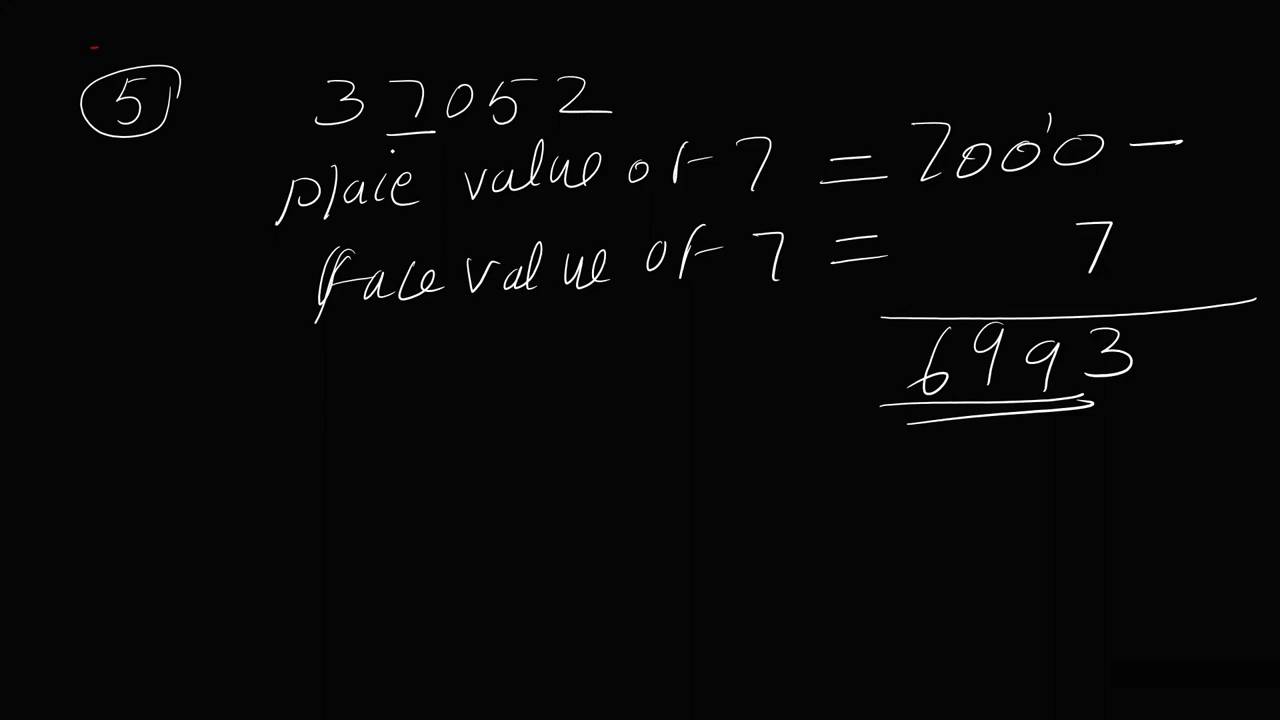 ⑤ 37052
place value of 7 = 7000 -
face value of 7 = 7
6993